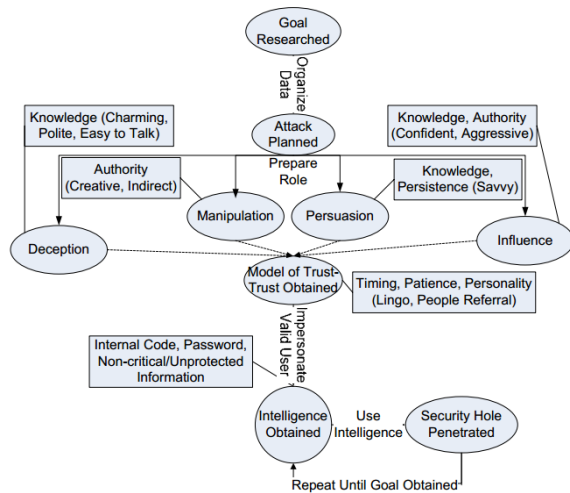 Goal
Researched
Organize
Data
Knowledge (Charming,
Polite, Easy to Talk)
Knowledge, Authority
(Confident, Aggressive)
Attack
Planned
Prepare
Role
Authority
(Creative, Indirect)
Knowledge,
Persistence (Savvy)
Manipulation
Persuasion
Deception
Influence
Model of Trust-
Trust Obtained
Timing, Patience, Personality
(Lingo, People Referral)
Impersonate
Valid User
Internal Code, Password,
Non-critical/Unprotected
Information
Intelligence
Obtained
Use
Intelligence
Security Hole
Penetrated
Repeat Until Goal Obtained